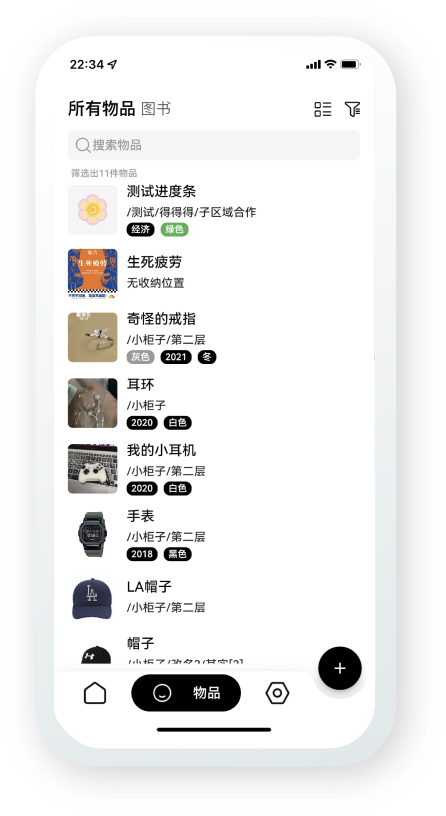 22:34
所有物品 图书
搜索物品
筛选出11件物品
测试进度条
/测试/得得得/子区域合作
经济 绿色
生死疲劳
生死疲劳
无收纳位置
奇怪的戒指
/小柜子/第二层
灰色 2021 冬
耳环
/小柜子
2020 白色
我的小耳机
/小柜子/第二层
2020 白色
手表
/小柜子/第二层
2018 黑色
LA帽子
LA
/小柜子/第二层
帽子
物品